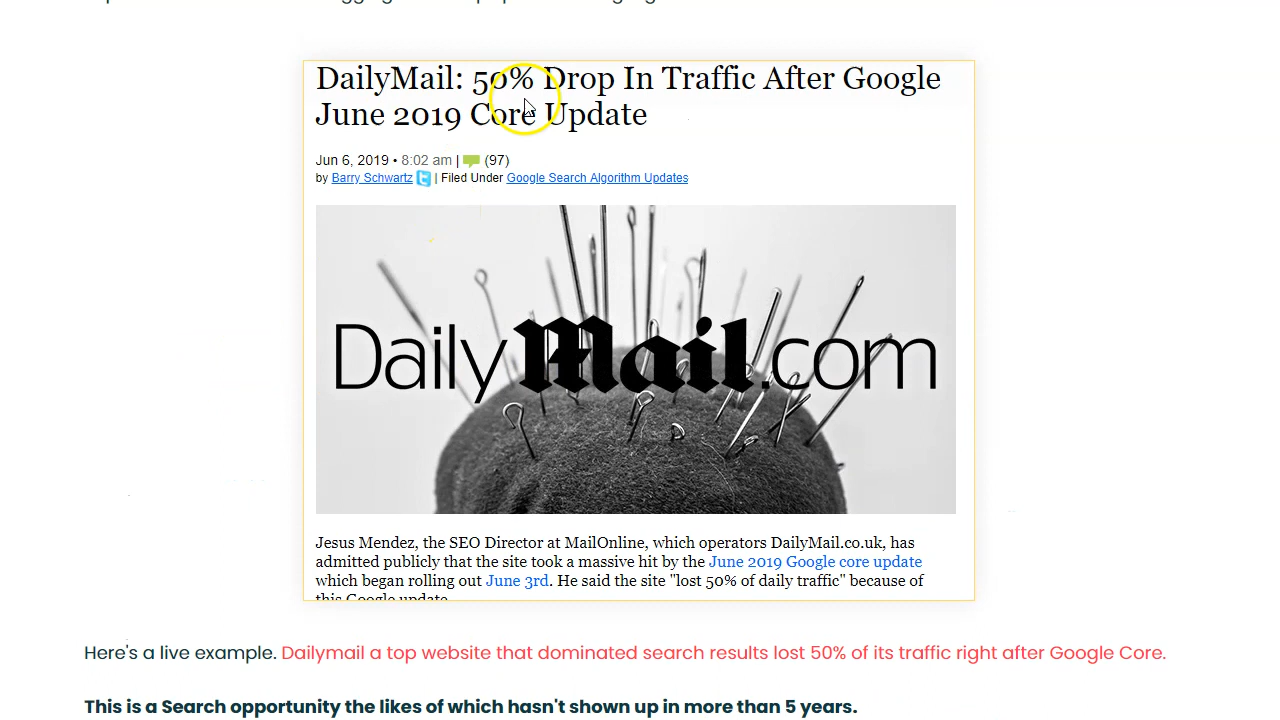 DailyMail: 50% Drop In Traffic After Google
June 2019 Core Update
Jun 6, 2019 • 8:02 am | (97)
by Barry Schwartz | Filed Under Google Search Algorithm Updates
Daily Mail.com
Jesus Mendez, the SEO Director at MailOnline, which operators DailyMail.co.uk, has
admitted publicly that the site took a massive hit by the June 2019 Google core update
which began rolling out June 3rd. He said the site "lost 50% of daily traffic" because of
this Google update
Here's a live example. Dailymail a top website that dominated search results lost 50% of its traffic right after Google Core.
This is a Search opportunity the likes of which hasn't shown up in more than 5 years.